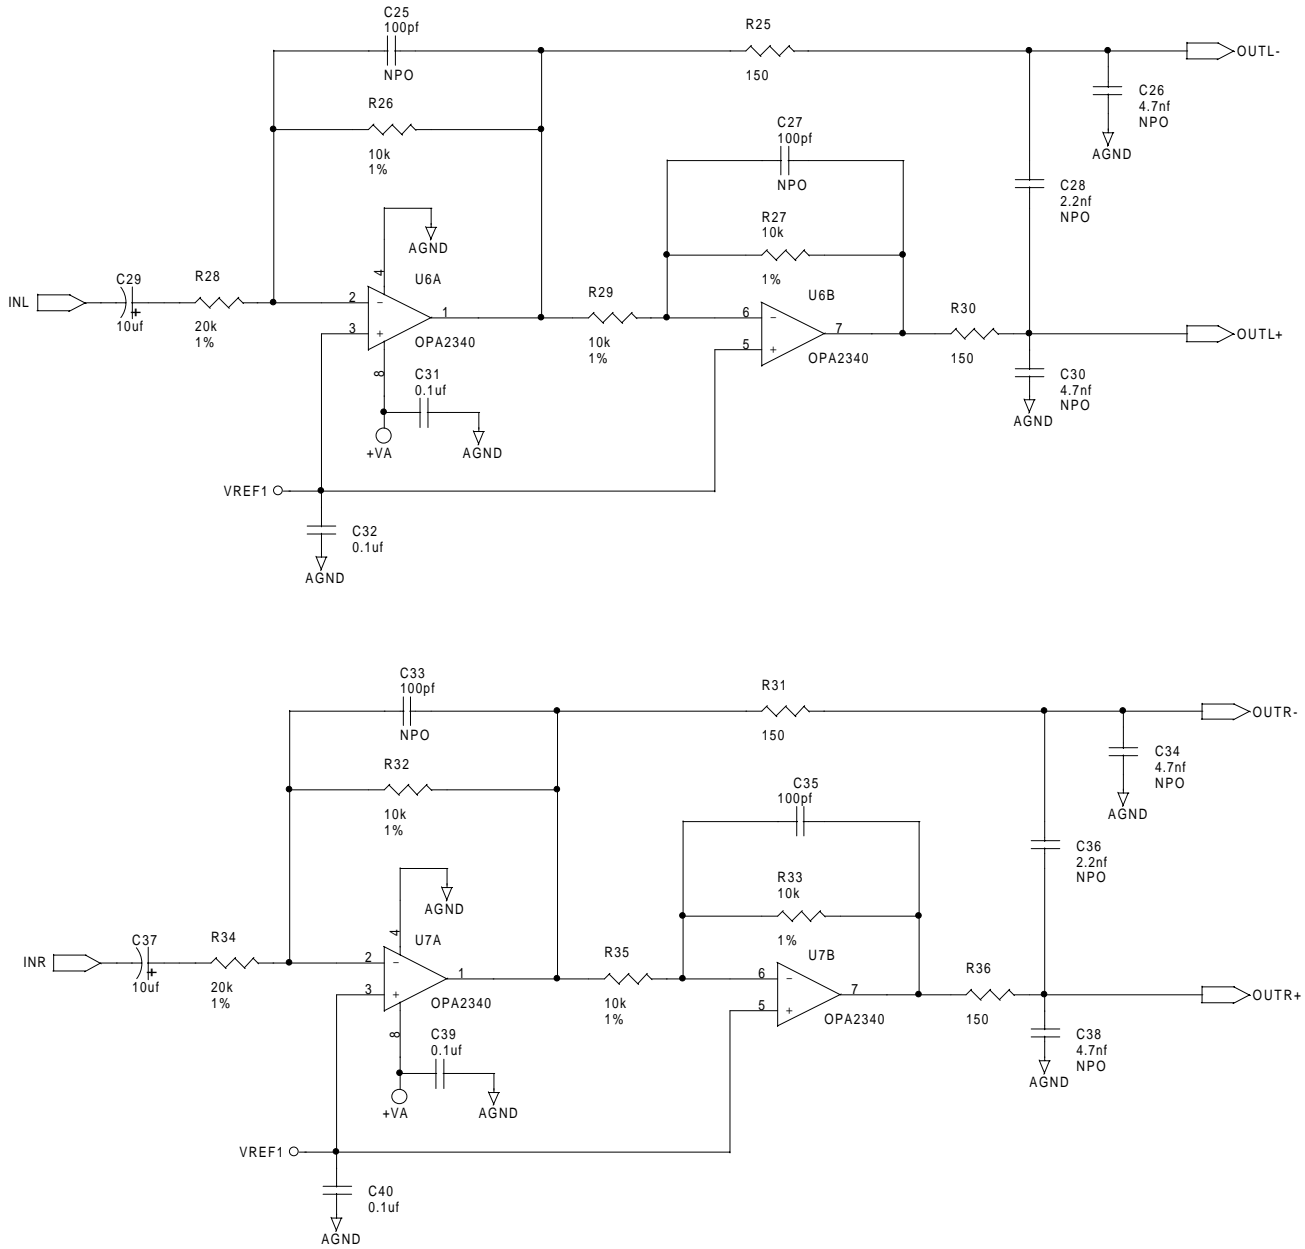 C25
100pf
NPO
R25
150
OUTL-
C26
4.7nf
NPO
AGND
R26
10k
1%
C27
100pf
NPO
C28
2.2nf
NPO
R27
10k
1%
AGND
4
U6A
C29
10uf
R28
20k
1%
INL
2
3
-
+
1
OPA2340
8
R29
10k
1%
U6B
6
5
-
+
7
OPA2340
R30
150
OUTL+
C30
4.7nf
NPO
AGND
C31
0.1uf
AGND
+VA
VREF1
C32
0.1uf
AGND
C33
100pf
NPO
R31
150
OUTR-
C34
4.7nf
NPO
AGND
R32
10k
1%
C35
100pf
C36
2.2nf
NPO
R33
10k
1%
AGND
4
U7A
C37
10uf
R34
20k
1%
INR
2
3
-
+
1
OPA2340
8
R35
10k
1%
U7B
6
5
-
+
7
OPA2340
R36
150
OUTR+
C38
4.7nf
NPO
AGND
C39
0.1uf
AGND
+VA
VREF1
C40
0.1uf
AGND